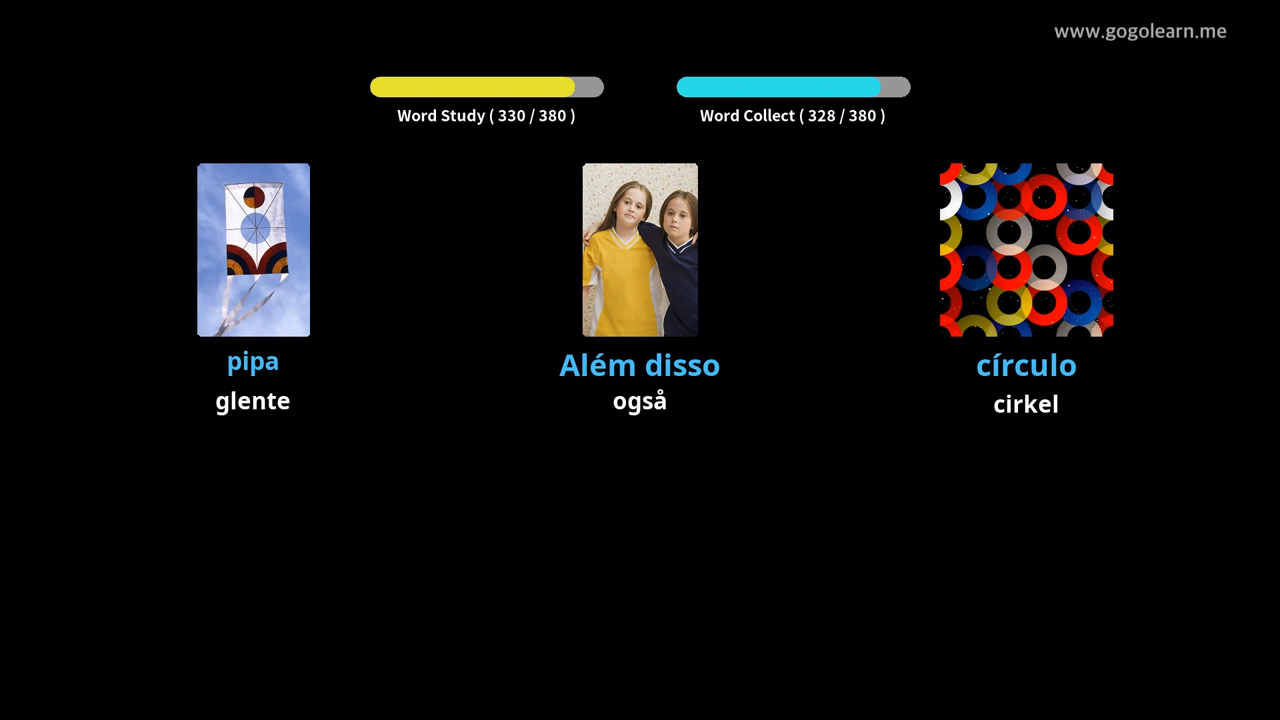 www.gogolearn.me
Word Study ( 330 / 380 )
Word Collect ( 328 / 380 )
pipa
glente
Além disso
også
círculo
cirkel